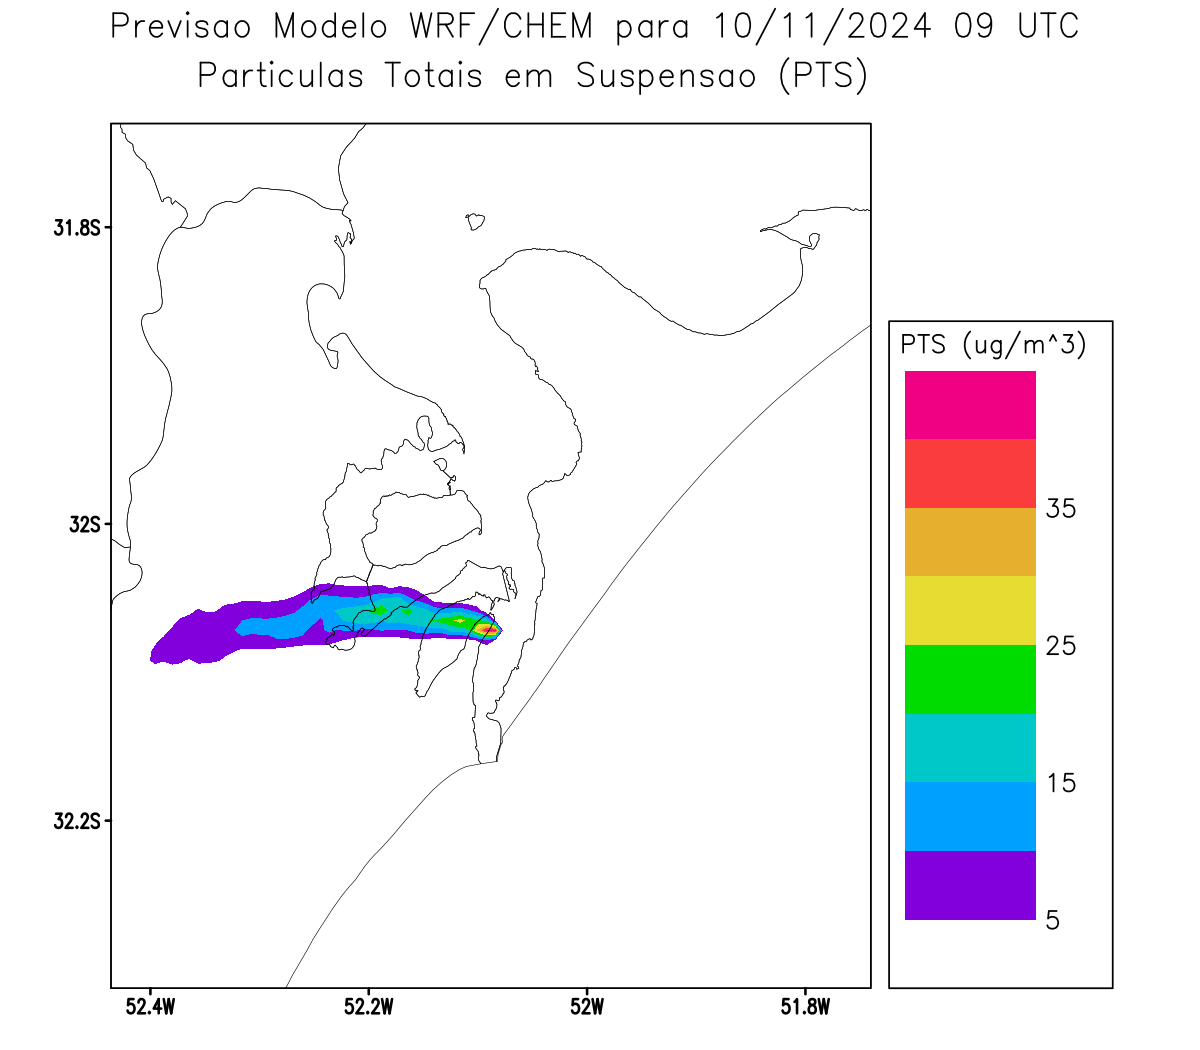 Previsao Modelo WRF/CHEM para 10/11/2024 09 UTC
Particulas Totais em Suspensao (PTS)
31.8S
32S
32.2S
52.4W
52.2W
52W
51.8W
PTS (ug/m^3)
35
25
15
5